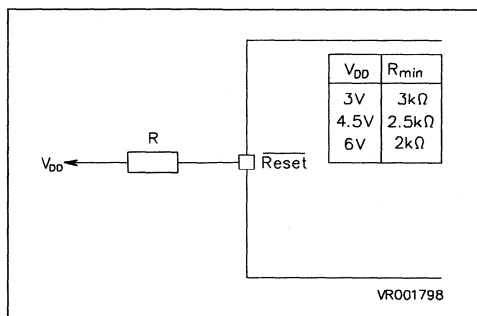 V_DD R_min
3V 3kΩ
4.5V 2.5kΩ
6V 2kΩ
R
V_DD Reset
VR001798